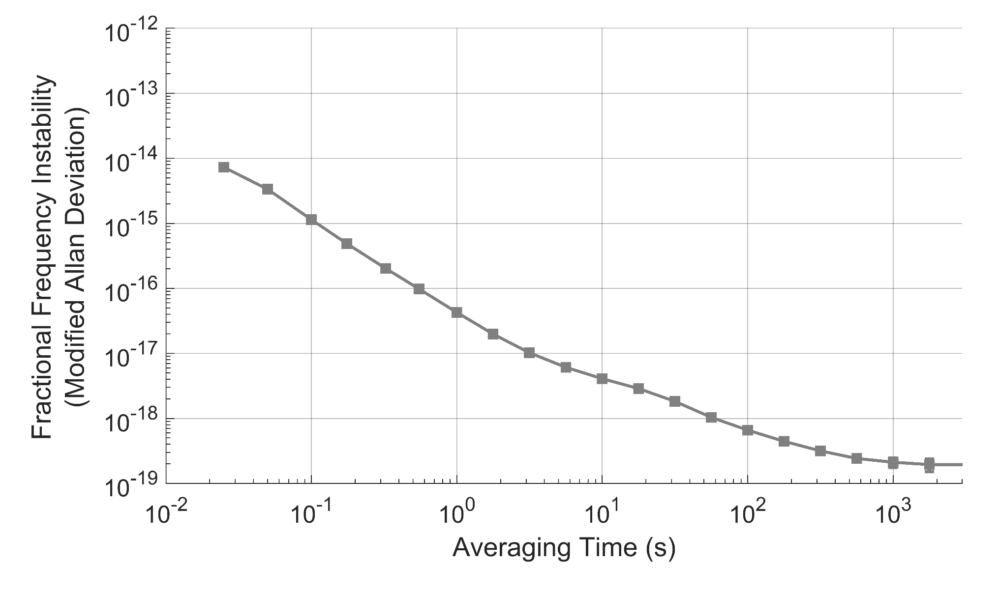 Fractional Frequency Instability
(Modified Allan Deviation)
10^-12
10^-13
10^-14
10^-15
10^-16
10^-17
10^-18
10^-19
10^-2 10^-1 10^0 10^1 10^2 10^3
Averaging Time (s)